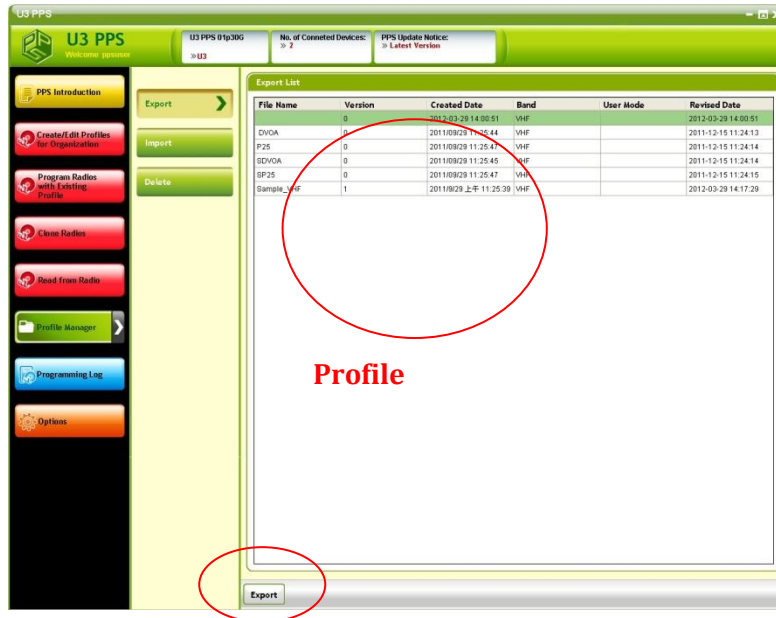 U3 PPS
U3 PPS
Welcome ppsuser
U3 PPS 01p30G
»U3
No. of Conneted Devices:
» 2
PPS Update Notice:
» Latest Version
PPS Introduction
Create/Edit Profiles
for Organization
Program Radios
with Existing
Profile
Clone Radios
Read from Radio
Profile Manager
Programming Log
Options
Export
Import
Delete
Export List
File Name Version Created Date Band User Mode Revised Date
0 2012-03-29 14:00:51 VHF 2012-03-29 14:00:51
DVOA 0 2011/09/29 11:25:44 VHF 2011-12-15 11:24:13
P25 0 2011/09/29 11:25:47 VHF 2011-12-15 11:24:14
SDVOA 0 2011/09/29 11:25:45 VHF 2011-12-15 11:24:14
SP25 0 2011/09/29 11:25:47 VHF 2011-12-15 11:24:15
Sample_VHF 1 2011/9/29 上午 11:25:39 VHF 2012-03-29 14:17:29
Profile
Export